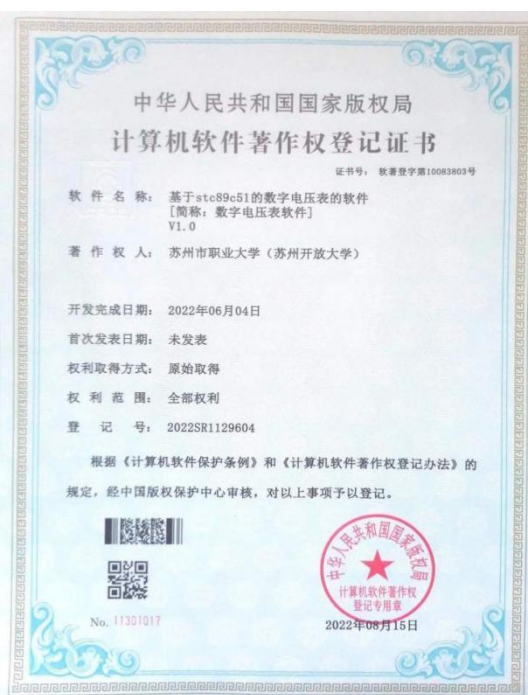 中华人民共和国国家版权局
计算机软件著作权登记证书
证书号: 软著登字第10083803号
软件名称: 基于stc89c51的数字电压表的软件
[简称: 数字电压表软件]
V1.0
著作权人: 苏州市职业大学(苏州开放大学)
开发完成日期: 2022年06月04日
首次发表日期: 未发表
权利取得方式: 原始取得
权利范围: 全部权利
登记号: 2022SR1129604
根据《计算机软件保护条例》和《计算机软件著作权登记办法》的
规定,经中国版权保护中心审核,对以上事项予以登记。
中华人民共和国国家版权局
计算机软件著作权
登记专用章
No. 11301017
2022年08月15日